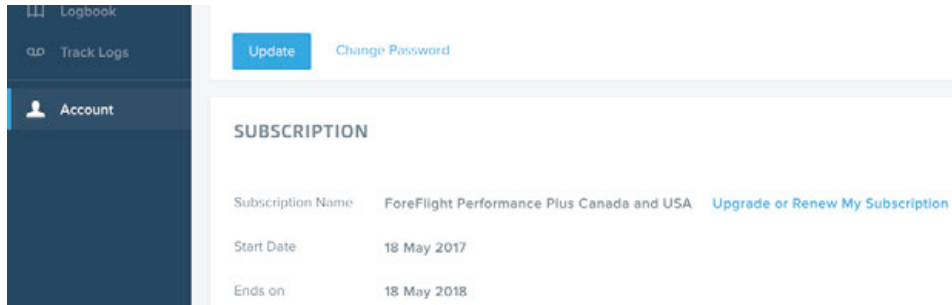 Logbook
Track Logs
Account
Update
Change Password
SUBSCRIPTION
Subscription Name ForeFlight Performance Plus Canada and USA Upgrade or Renew My Subscription
Start Date 18 May 2017
Ends on 18 May 2018